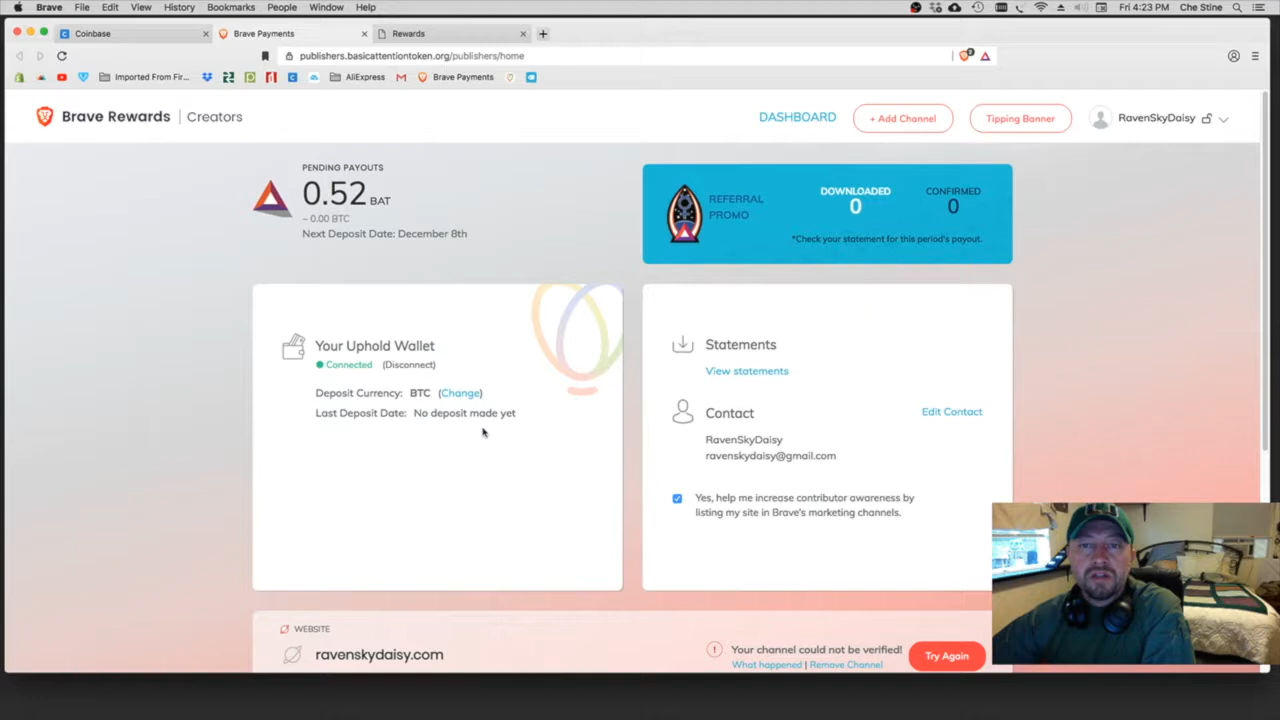 Brave File Edit View History Bookmarks People Window Help Fri 4:23 PM Che Stine
Coinbase Brave Payments Rewards
publishers.basicattentiontoken.org/publishers/home
Imported From Fir... AliExpress Brave Payments
Brave Rewards | Creators DASHBOARD + Add Channel Tipping Banner RavenSkyDaisy
PENDING PAYOUTS
0.52 BAT
~ 0.00 BTC
Next Deposit Date: December 8th
REFERRAL
PROMO
DOWNLOADED
0
CONFIRMED
0
*Check your statement for this period's payout.
Your Uphold Wallet
Connected (Disconnect)
Deposit Currency: BTC (Change)
Last Deposit Date: No deposit made yet
Statements
View statements
Contact Edit Contact
RavenSkyDaisy
ravenskydaisy@gmail.com
Yes, help me increase contributor awareness by
listing my site in Brave's marketing channels.
WEBSITE
ravenskydaisy.com
Your channel could not be verified!
What happened | Remove Channel
Try Again